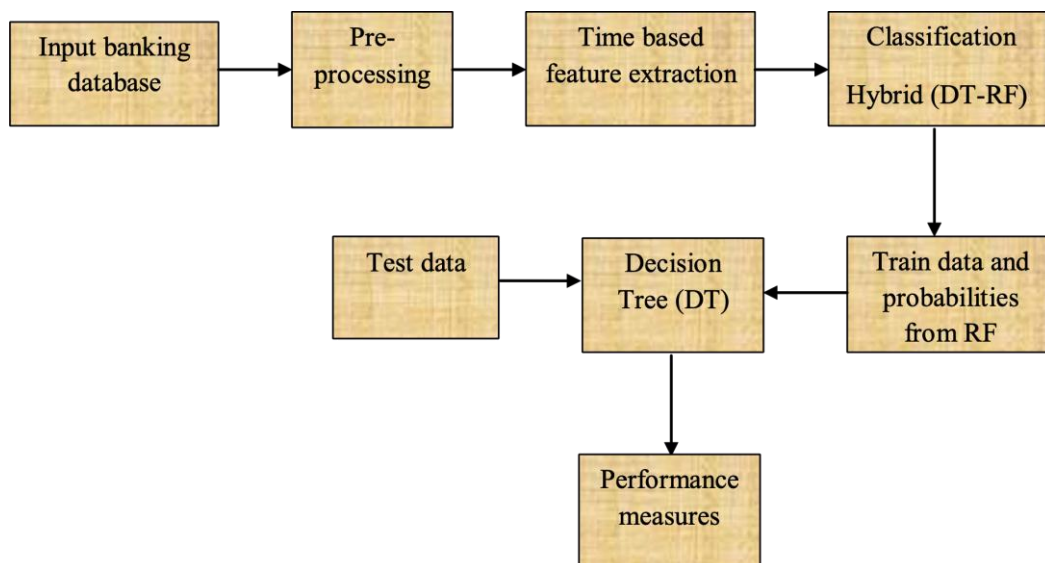 Input banking
database
Pre-
processing
Time based
feature extraction
Classification
Hybrid (DT-RF)
Test data
Decision
Tree (DT)
Train data and
probabilities
from RF
Performance
measures